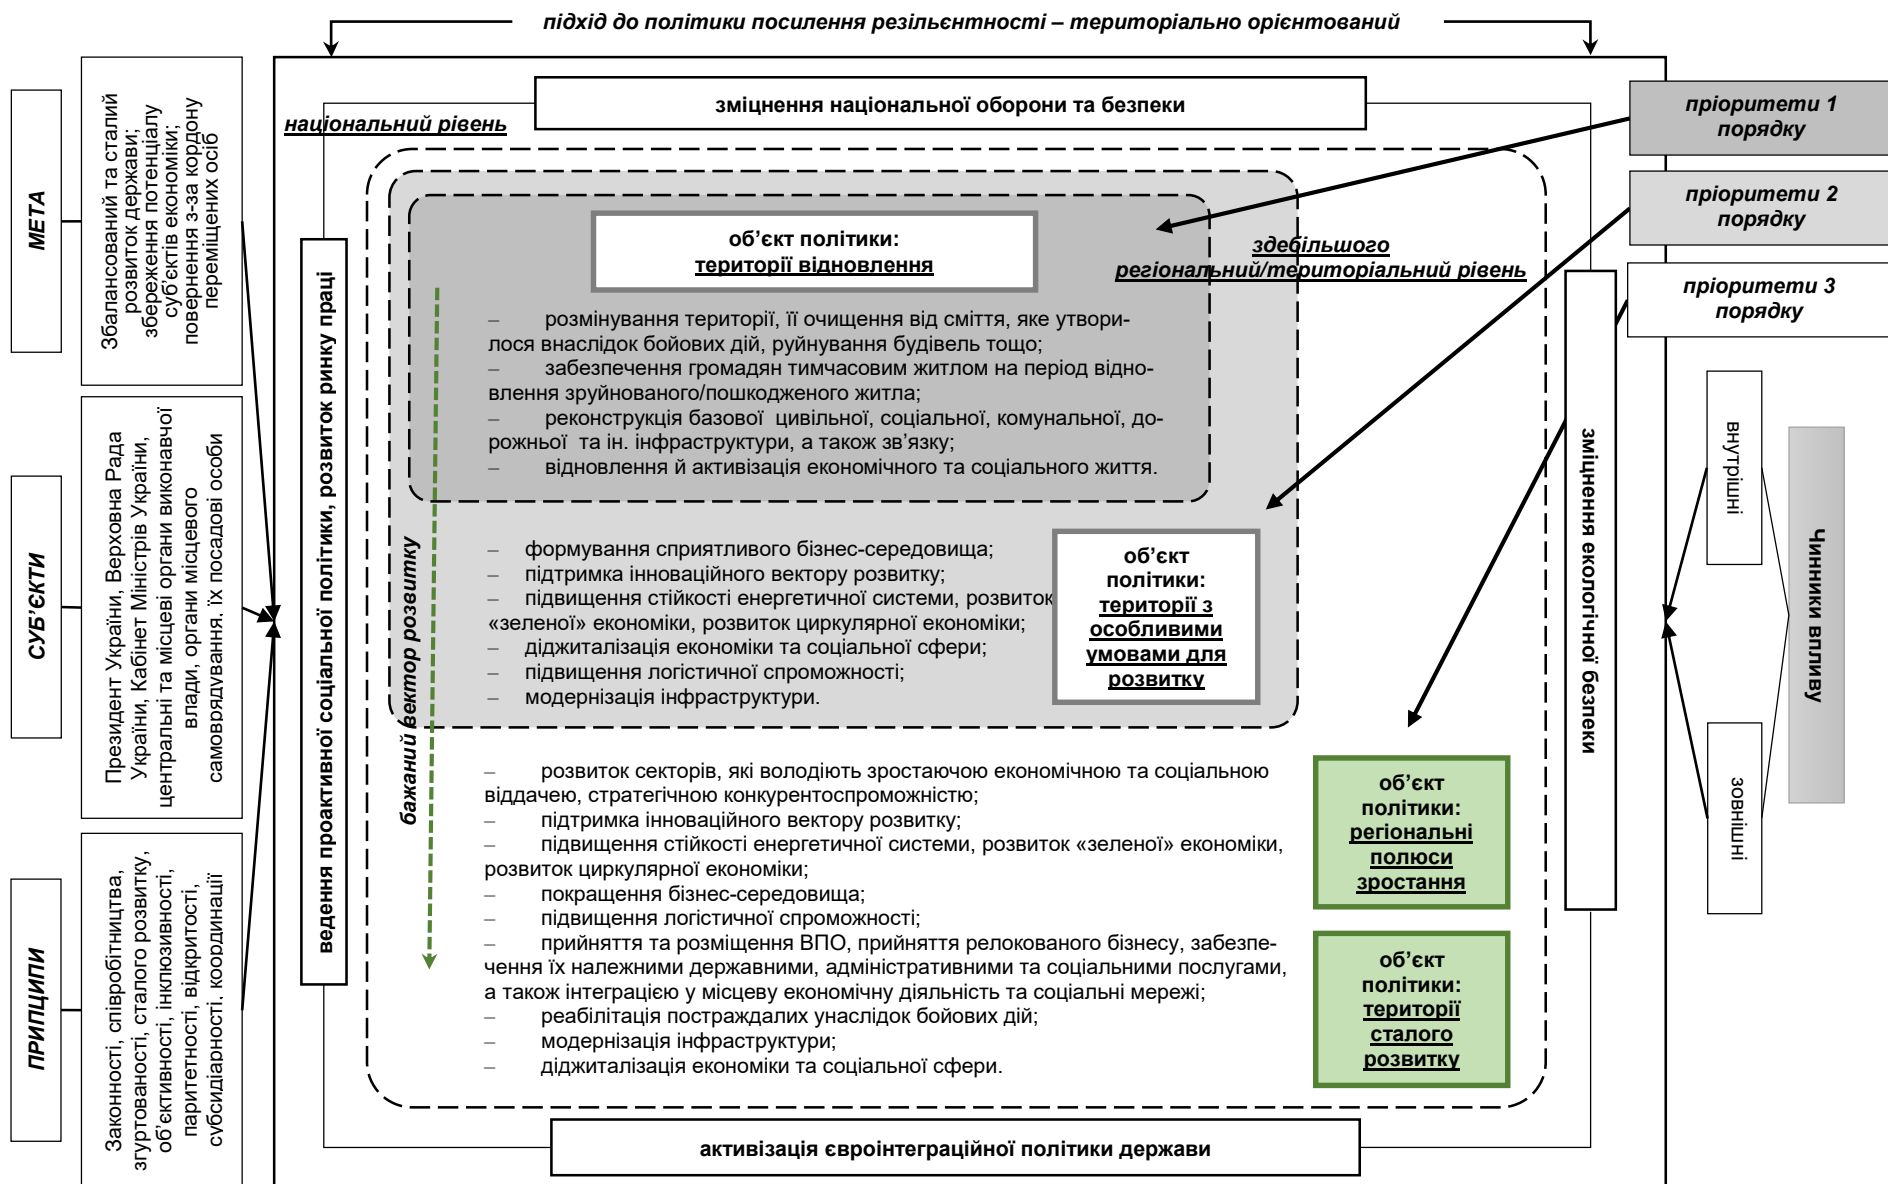 підхід до політики посилення резільєнтності – територіально орієнтований
МЕТА
Збалансований та сталий
розвиток держави;
збереження потенціалу
суб’єктів економіки;
повернення з-за кордону
переміщених осіб
СУБ’ЄКТИ
Президент України, Верховна Рада
України, Кабінет Міністрів України,
центральні та місцеві органи виконавчої
влади, органи місцевого
самоврядування, їх посадові особи
ПРИНЦИПИ
Законності, співробітництва,
згуртованості, сталого розвитку,
об’єктивності, інклюзивності,
паритетності, відкритості,
субсидіарності, координації
зміцнення національної оборони та безпеки
національний рівень
ведення проактивної соціальної політики, розвиток ринку праці
об’єкт політики:
території відновлення
здебільшого
регіональний/територіальний рівень
– розмінування території, її очищення від сміття, яке утвори-
лося внаслідок бойових дій, руйнування будівель тощо;
– забезпечення громадян тимчасовим житлом на період відно-
влення зруйнованого/пошкодженого житла;
– реконструкція базової цивільної, соціальної, комунальної, до-
рожньої та ін. інфраструктури, а також зв’язку;
– відновлення й активізація економічного та соціального життя.
бажаний вектор розвитку
– формування сприятливого бізнес-середовища;
– підтримка інноваційного вектору розвитку;
– підвищення стійкості енергетичної системи, розвиток
«зеленої» економіки, розвиток циркулярної економіки;
– діджиталізація економіки та соціальної сфери;
– підвищення логістичної спроможності;
– модернізація інфраструктури.
об’єкт
політики:
території з
особливими
умовами для
розвитку
– розвиток секторів, які володіють зростаючою економічною та соціальною
віддачею, стратегічною конкурентоспроможністю;
– підтримка інноваційного вектору розвитку;
– підвищення стійкості енергетичної системи, розвиток «зеленої» економіки,
розвиток циркулярної економіки;
– покращення бізнес-середовища;
– підвищення логістичної спроможності;
– прийняття та розміщення ВПО, прийняття релокованого бізнесу, забезпе-
чення їх належними державними, адміністративними та соціальними послугами,
а також інтеграцією у місцеву економічну діяльність та соціальні мережі;
– реабілітація постраждалих унаслідок бойових дій;
– модернізація інфраструктури;
– діджиталізація економіки та соціальної сфери.
об’єкт
політики:
регіональні
полюси
зростання
об’єкт
політики:
території
сталого
розвитку
зміцнення екологічної безпеки
активізація євроінтеграційної політики держави
пріоритети 1
порядку
пріоритети 2
порядку
пріоритети 3
порядку
внутрішні
зовнішні
Чинники впливу